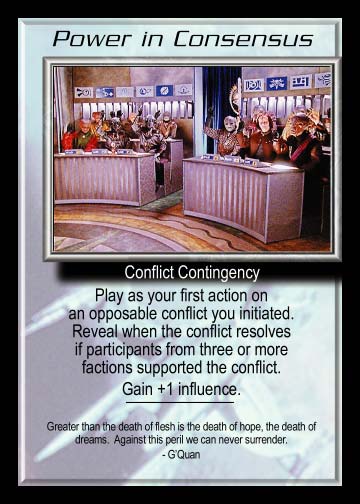 Power in Consensus
Conflict Contingency
Play as your first action on
an opposable conflict you initiated.
Reveal when the conflict resolves
if participants from three or more
factions supported the conflict.
Gain +1 influence.
Greater than the death of flesh is the death of hope, the death of
dreams. Against this peril we can never surrender.
- G'Quan